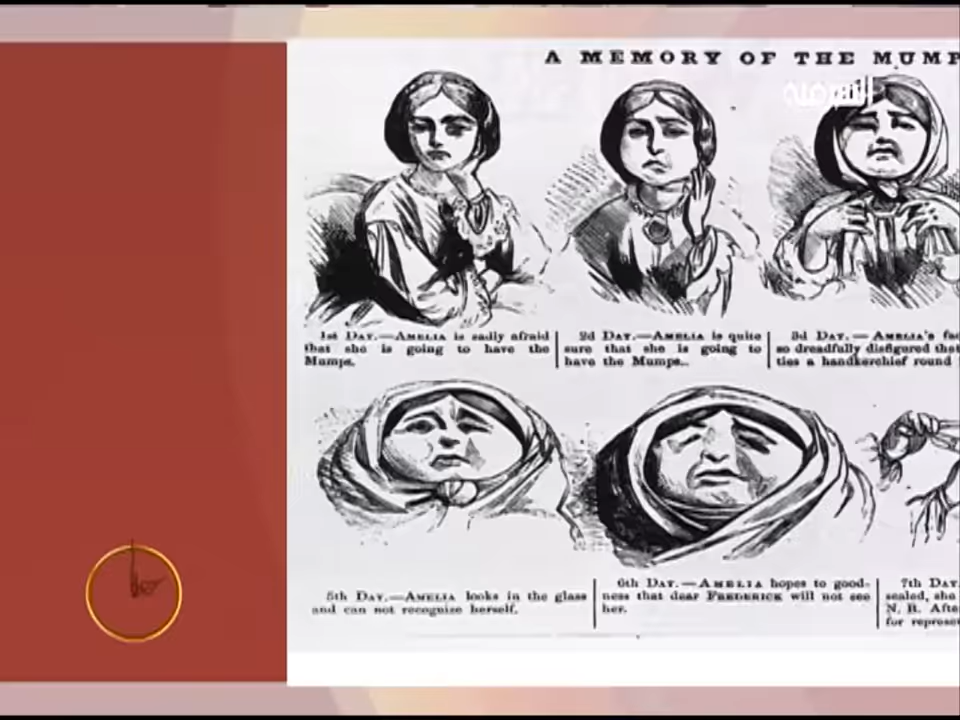 A MEMORY OF THE MUMP
1st DAY.—AMELIA is sadly afraid
that she is going to have the
Mumps.
2d DAY.—AMELIA is quite
sure that she is going to
have the Mumps.
3d DAY.—AMELIA's fac
so dreadfully disfigured that
ties a handkerchief round
5th DAY.—AMELIA looks in the glass
and can not recognize herself.
6th DAY.—AMELIA hopes to good-
ness that dear FREDERICK will not see
her.
7th DAY
sealed, she
N. B. Afte
for represe